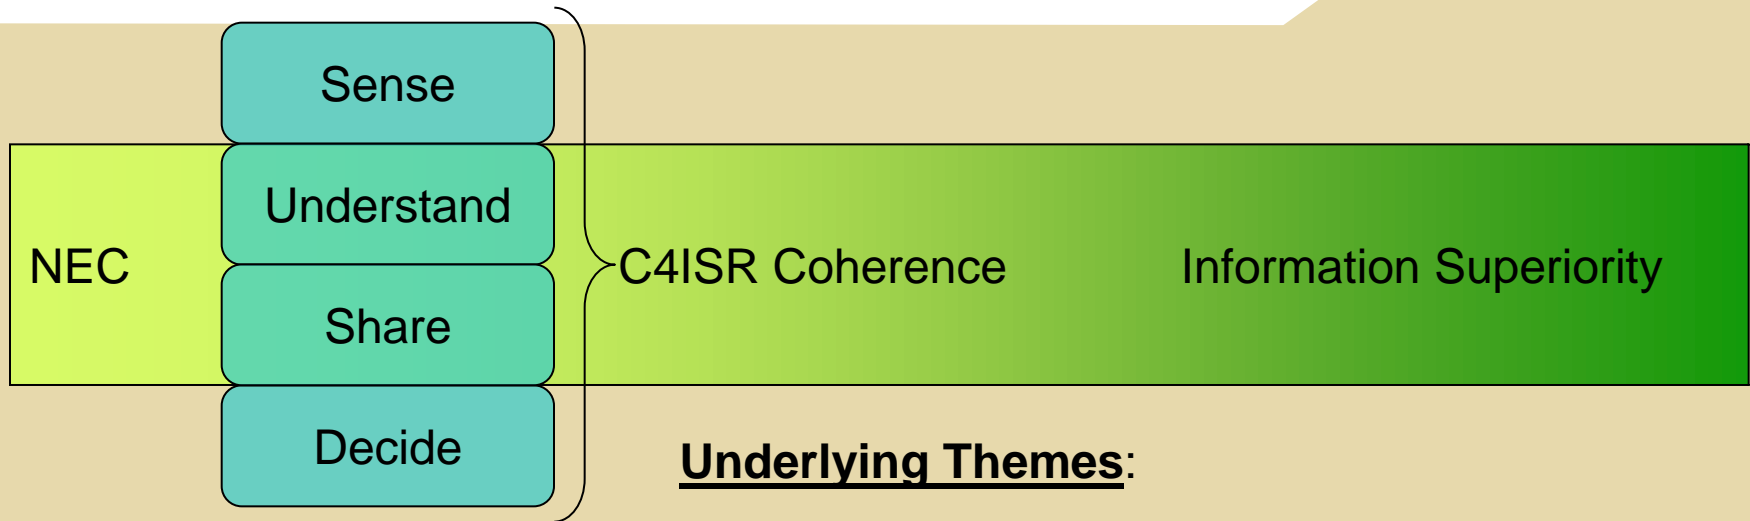 Sense
Understand
NEC
C4ISR Coherence
Information Superiority
Share
Decide
Underlying Themes: